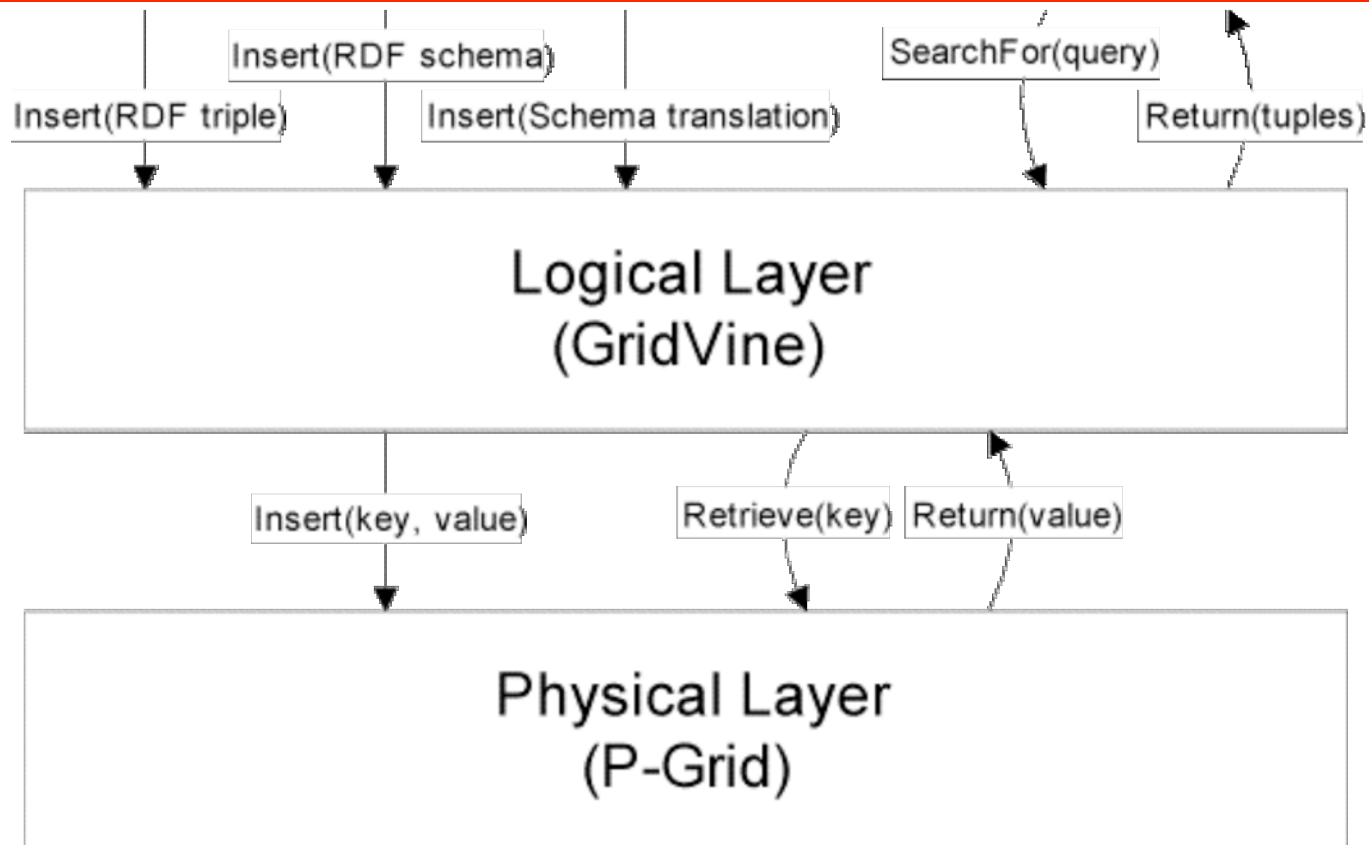 Insert(RDF schema)
SearchFor(query)
Insert(RDF triple)
Insert(Schema translation)
Return(tuples)
Logical Layer
(GridVine)
Insert(key, value)
Retrieve(key)
Return(value)
Physical Layer
(P-Grid)